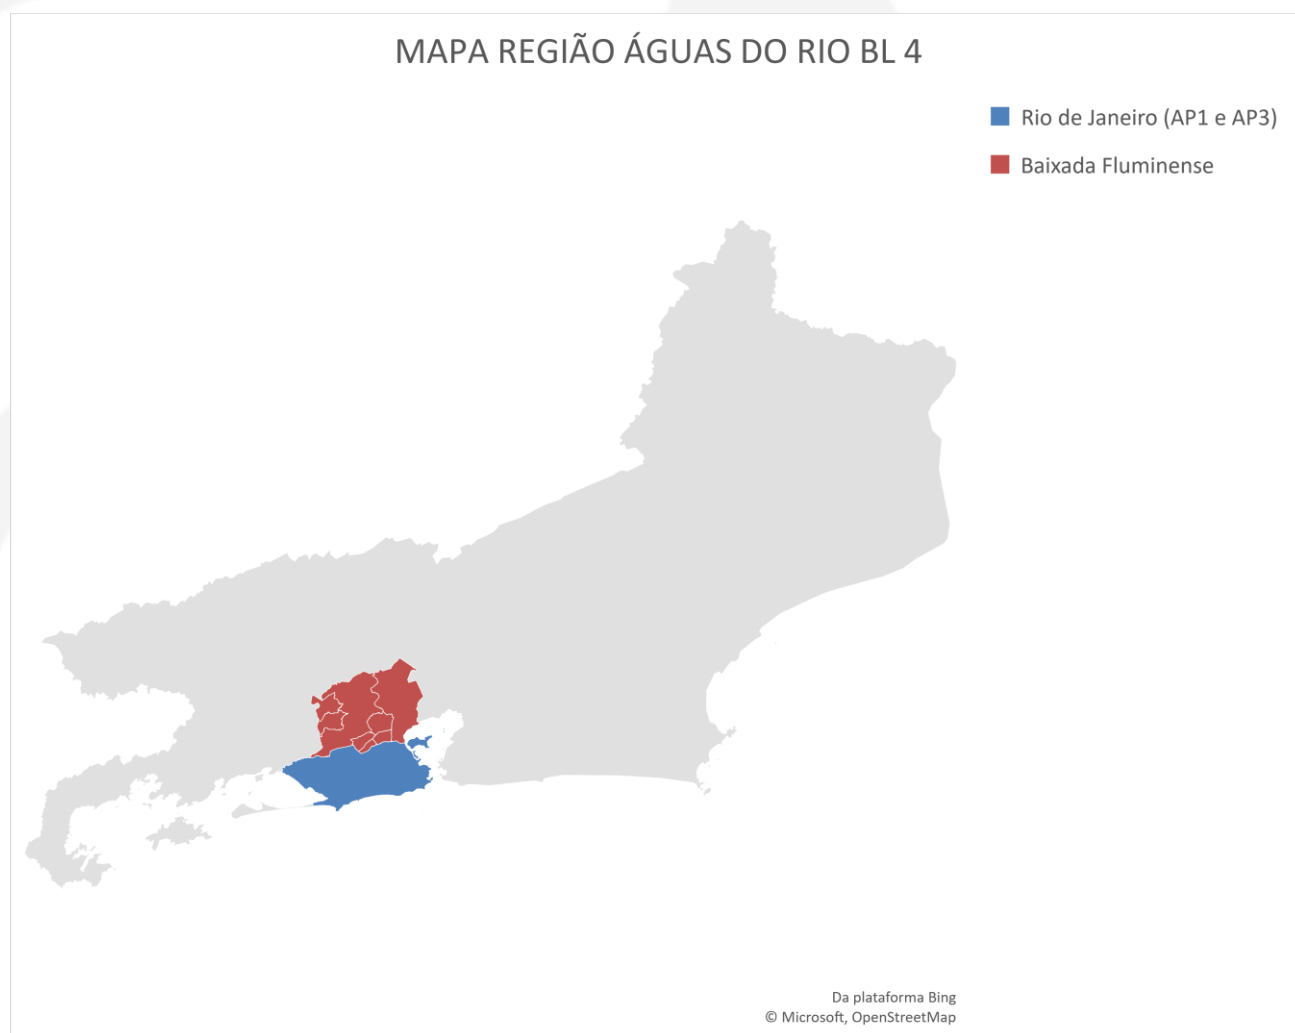 MAPA REGIÃO ÁGUAS DO RIO BL 4
Rio de Janeiro (AP1 e AP3)
Baixada Fluminense
Da plataforma Bing
© Microsoft, OpenStreetMap